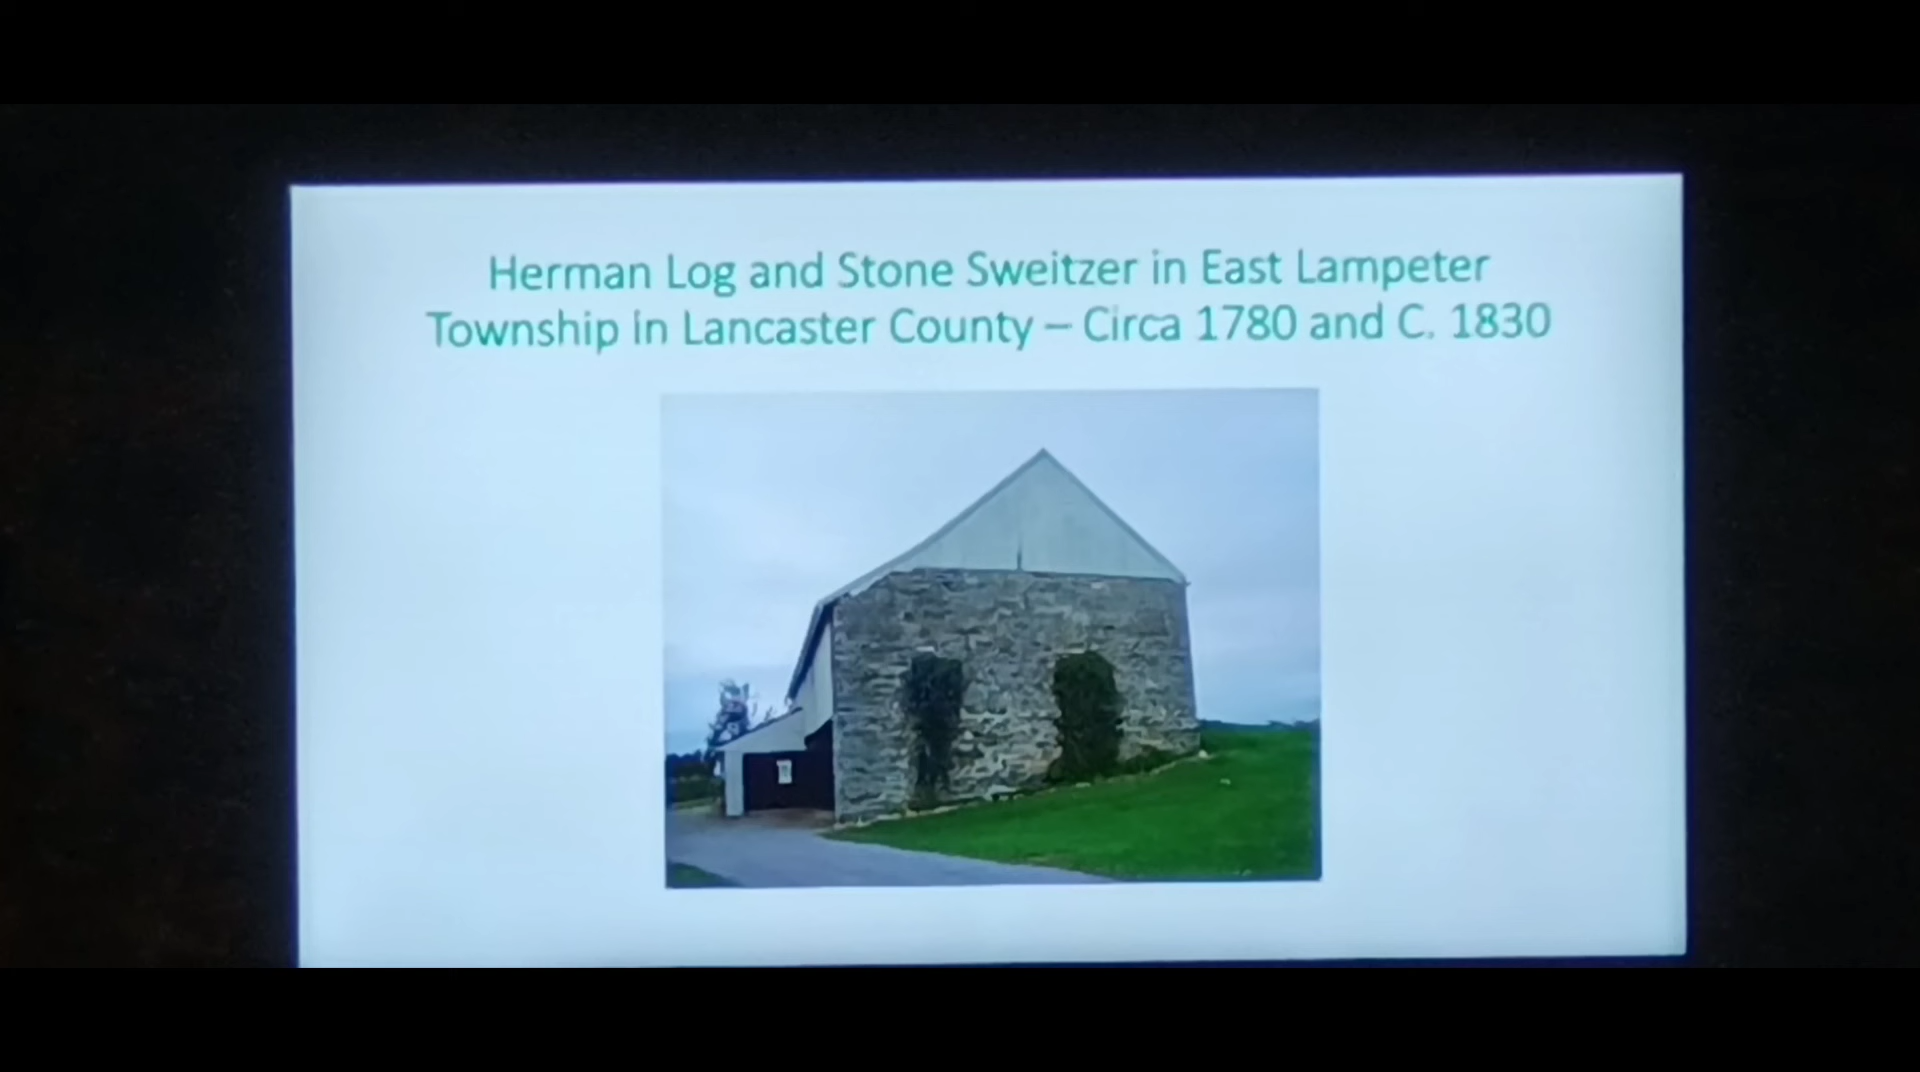 Herman Log and Stone Sweitzer in East Lampeter
Township in Lancaster County – Circa 1780 and C. 1830